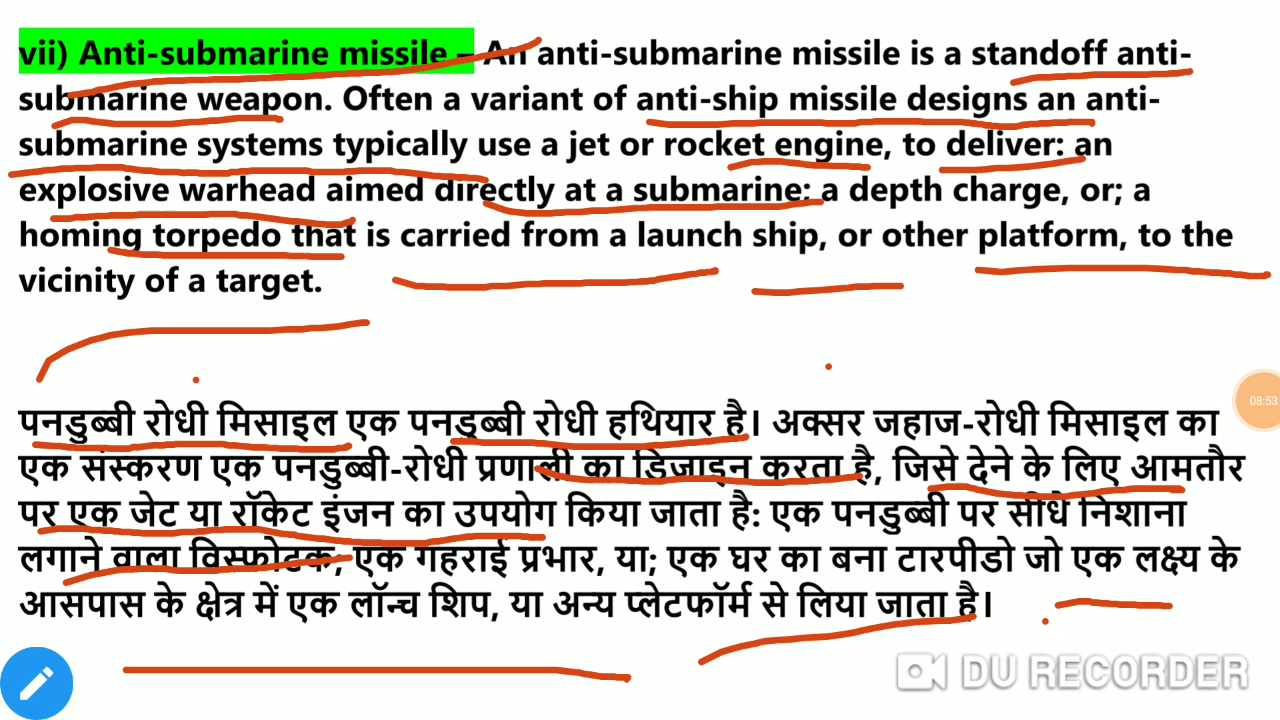 vii) Anti-submarine missile – An anti-submarine missile is a standoff anti-
submarine weapon. Often a variant of anti-ship missile designs an anti-
submarine systems typically use a jet or rocket engine, to deliver: an
explosive warhead aimed directly at a submarine; a depth charge, or; a
homing torpedo that is carried from a launch ship, or other platform, to the
vicinity of a target.
पनडुब्बी रोधी मिसाइल एक पनडुब्बी रोधी हथियार है। अक्सर जहाज-रोधी मिसाइल का
एक संस्करण एक पनडुब्बी-रोधी प्रणाली का डिजाइन करता है, जिसे देने के लिए आमतौर
पर एक जेट या रॉकेट इंजन का उपयोग किया जाता है: एक पनडुब्बी पर सीधे निशाना
लगाने वाला विस्फोटक; एक गहराई प्रभार, या; एक घर का बना टारपीडो जो एक लक्ष्य के
आसपास के क्षेत्र में एक लॉन्च शिप, या अन्य प्लेटफॉर्म से लिया जाता है।
08:53
DU RECORDER